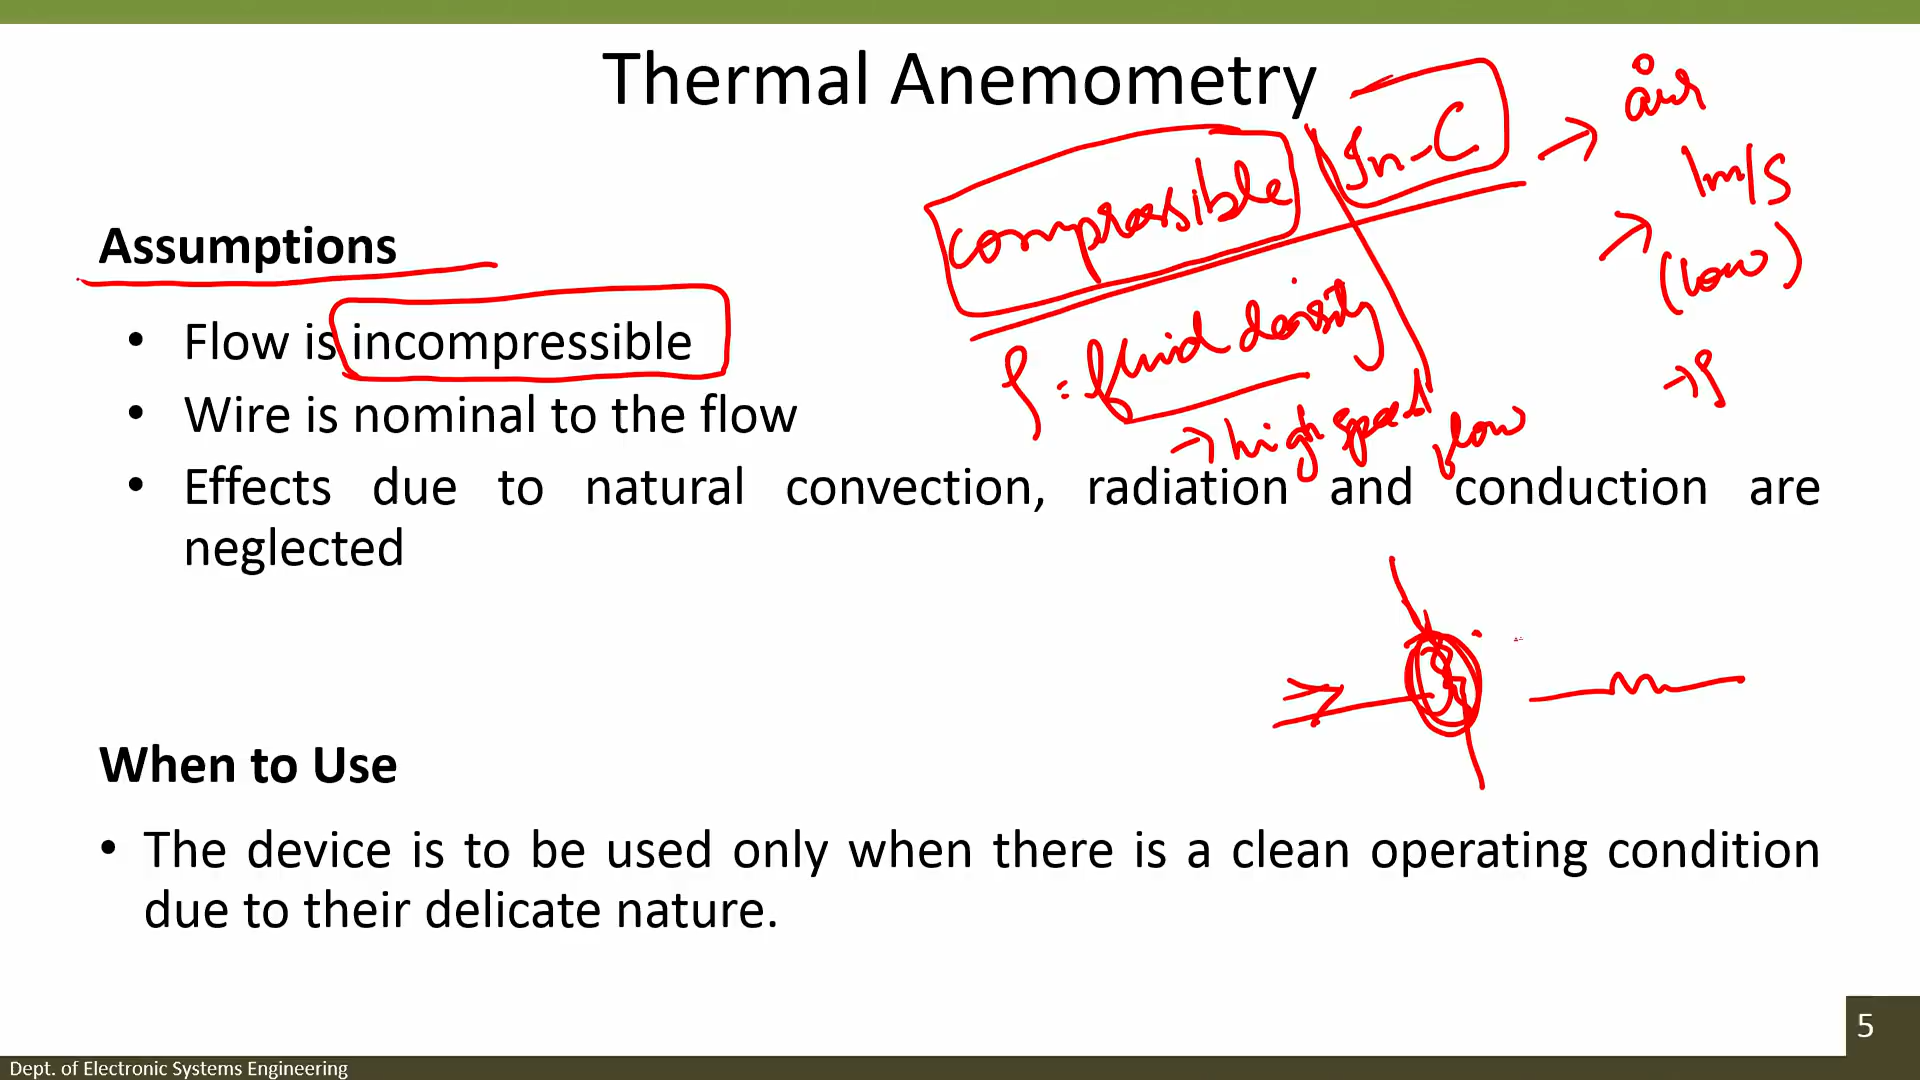 Thermal Anemometry
In-C
→ air
1m/s
compressible
→ (low)
Assumptions
• Flow is incompressible
ρ = fluid density
→ ρ
• Wire is nominal to the flow
→ high speed flow
• Effects due to natural convection, radiation and conduction are
neglected
When to Use
• The device is to be used only when there is a clean operating condition
due to their delicate nature.
5
Dept. of Electronic Systems Engineering